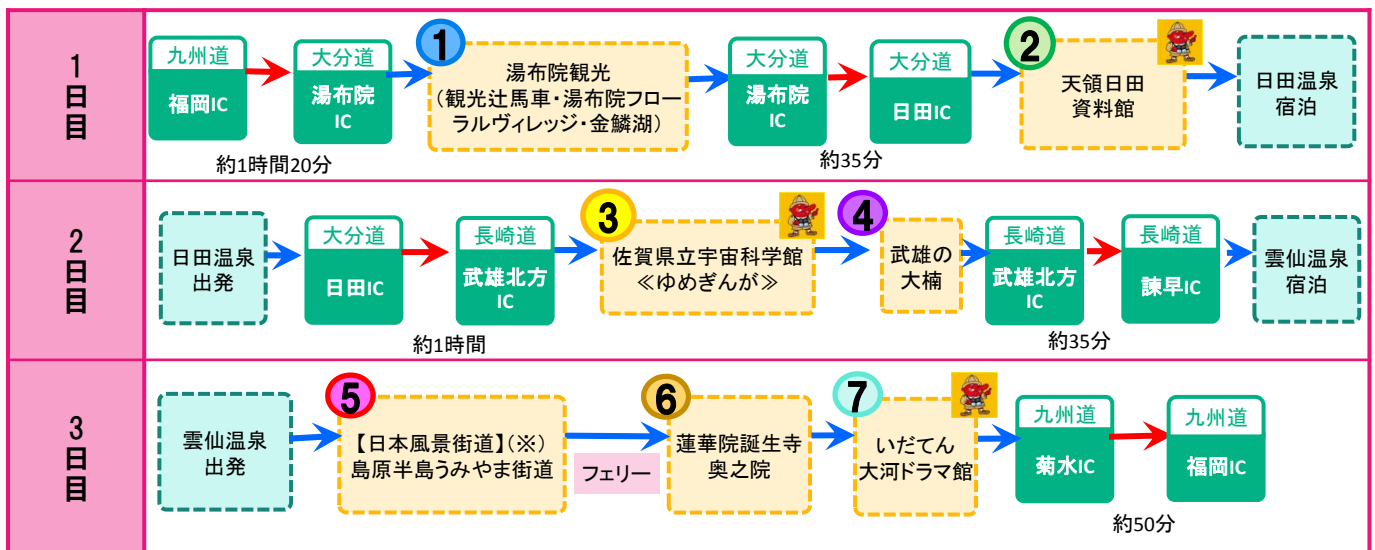 1
日
目
九州道
福岡IC
大分道
湯布院
IC
約1時間20分
1
湯布院観光
(観光辻馬車・湯布院フロー
ラルヴィレッジ・金鱗湖)
大分道
湯布院
IC
大分道
日田IC
約35分
2
天領日田
資料館
日田温泉
宿泊
2
日
目
日田温泉
出発
大分道
日田IC
長崎道
武雄北方
IC
約1時間
3
佐賀県立宇宙科学館
≪ゆめぎんが≫
4
武雄の
大楠
長崎道
武雄北方
IC
長崎道
諫早IC
約35分
雲仙温泉
宿泊
3
日
目
雲仙温泉
出発
5
【日本風景街道】(※)
島原半島うみやま街道
フェリー
6
蓮華院誕生寺
奥之院
7
いだてん
大河ドラマ館
九州道
菊水IC
九州道
福岡IC
約50分